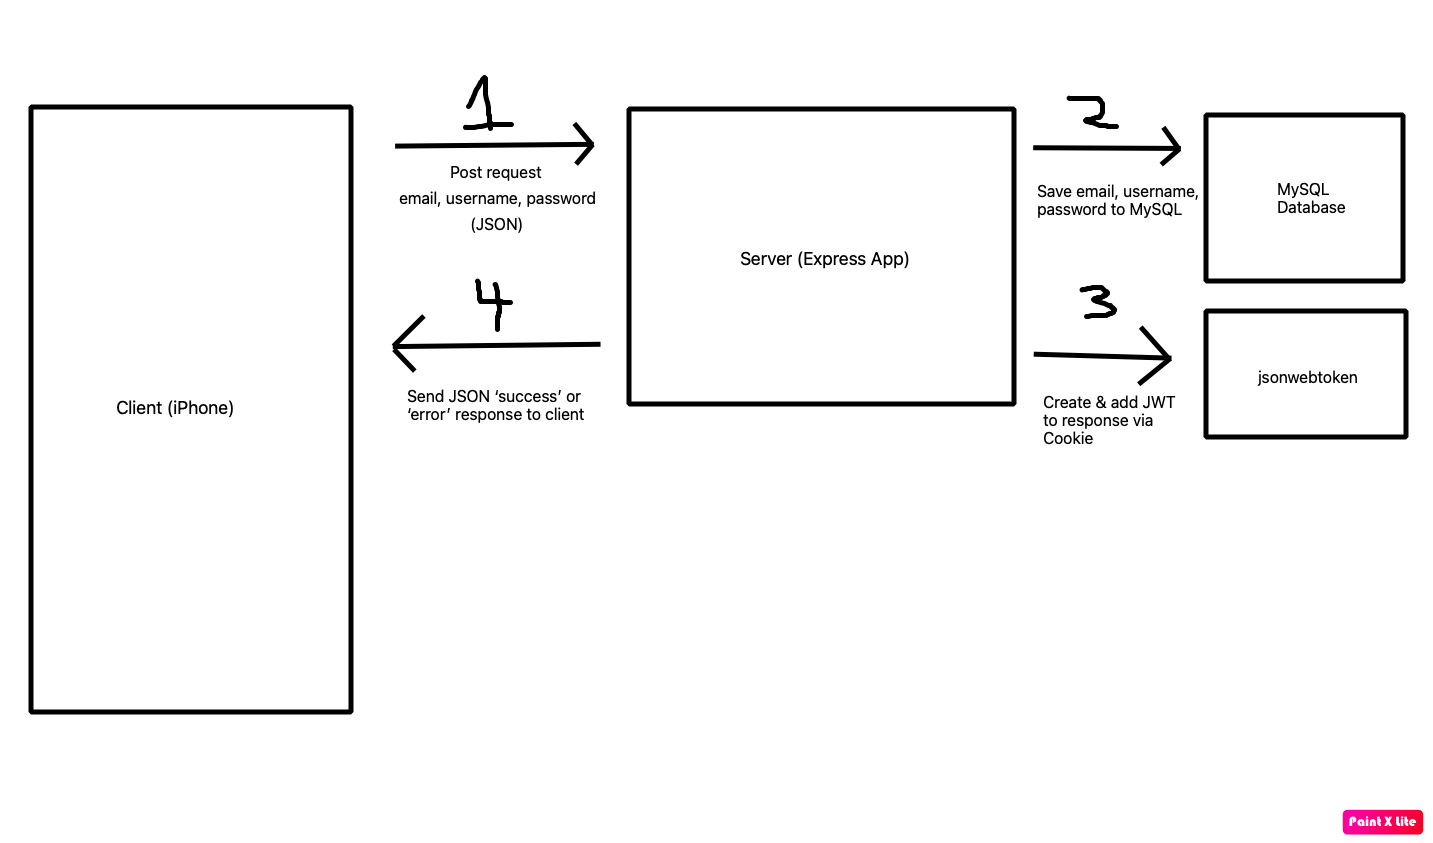 1
Post request
email, username, password
(JSON)
2
Save email, username,
password to MySQL
MySQL
Database
Server (Express App)
4
Send JSON ‘success’ or
‘error’ response to client
3
Create & add JWT
to response via
Cookie
jsonwebtoken
Client (iPhone)
Paint X Lite